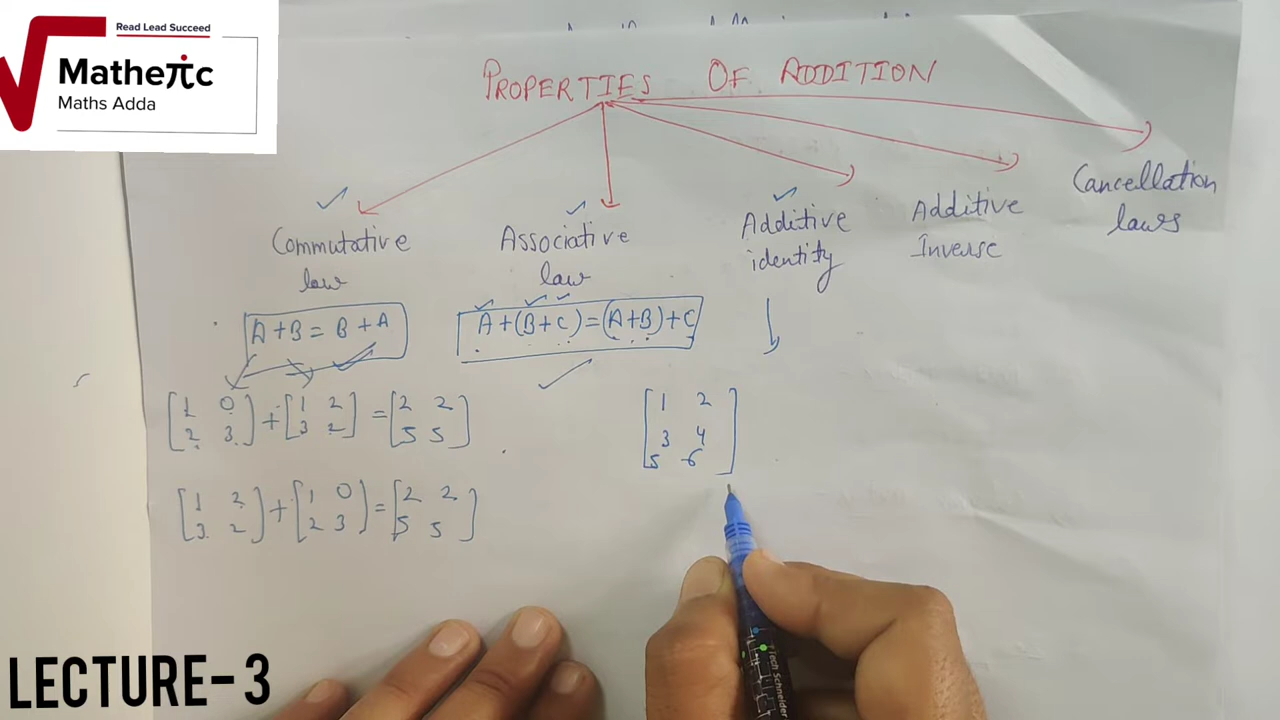 Read Lead Succeed
Matheπc
Maths Adda
PROPERTIES OF ADDITION
Commutative
law
Associative
law
Additive
identity
Additive
Inverse
Cancellation
laws
A+B = B+A
A+(B+C)=(A+B)+C
[1 0
2 3] + [1 2
3 2] = [2 2
5 5]
[1 2
3 2] + [1 0
2 3] = [2 2
5 5]
[1 2
3 4
5 6]
Tech Schneider
LECTURE-3